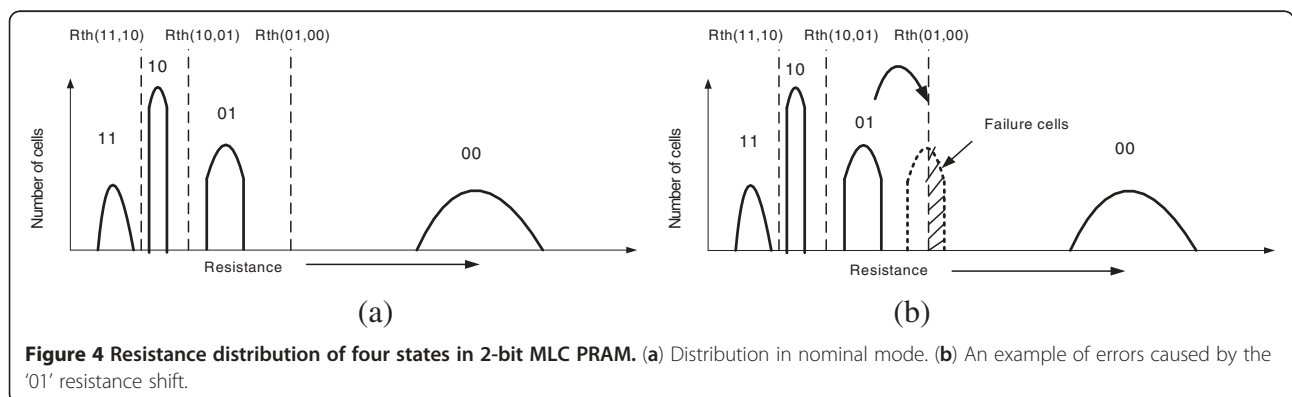 Rth(11,10) Rth(10,01) Rth(01,00)
10
01
11
00
Number of cells
Resistance
(a)
Rth(11,10) Rth(10,01) Rth(01,00)
10
01
Failure cells
11
00
Number of cells
Resistance
(b)
Figure 4 Resistance distribution of four states in 2-bit MLC PRAM. (a) Distribution in nominal mode. (b) An example of errors caused by the
‘01’ resistance shift.